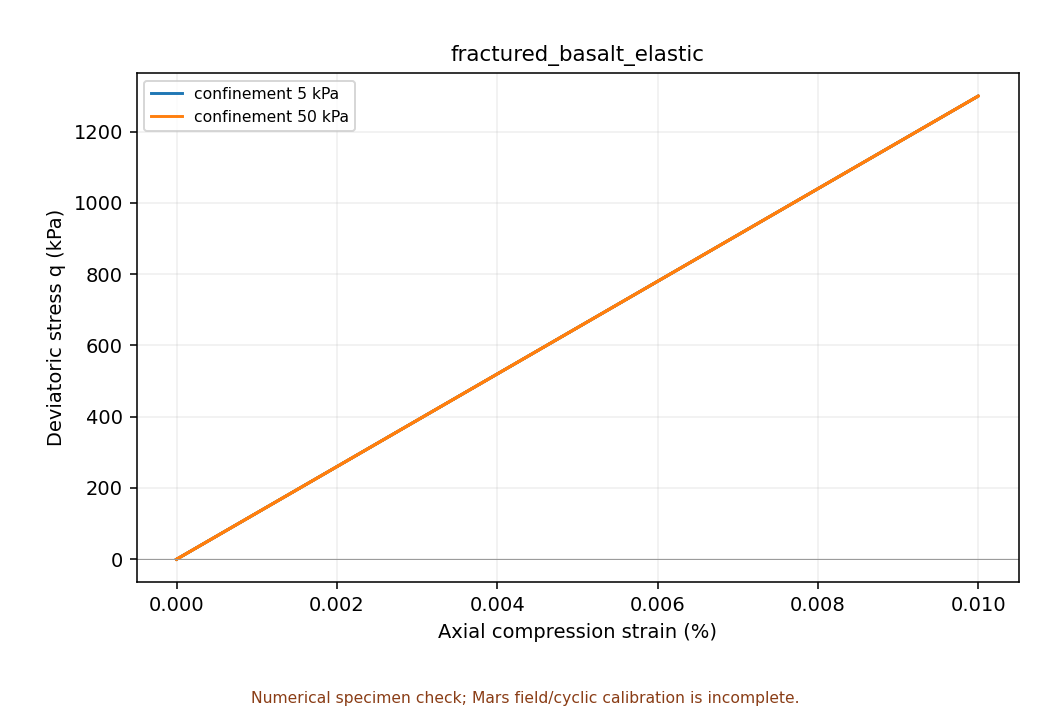 fractured_basalt_elastic
confinement 5 kPa
confinement 50 kPa
Deviatoric stress q (kPa)
1200
1000
800
600
400
200
0
0.000 0.002 0.004 0.006 0.008 0.010
Axial compression strain (%)
Numerical specimen check; Mars field/cyclic calibration is incomplete.